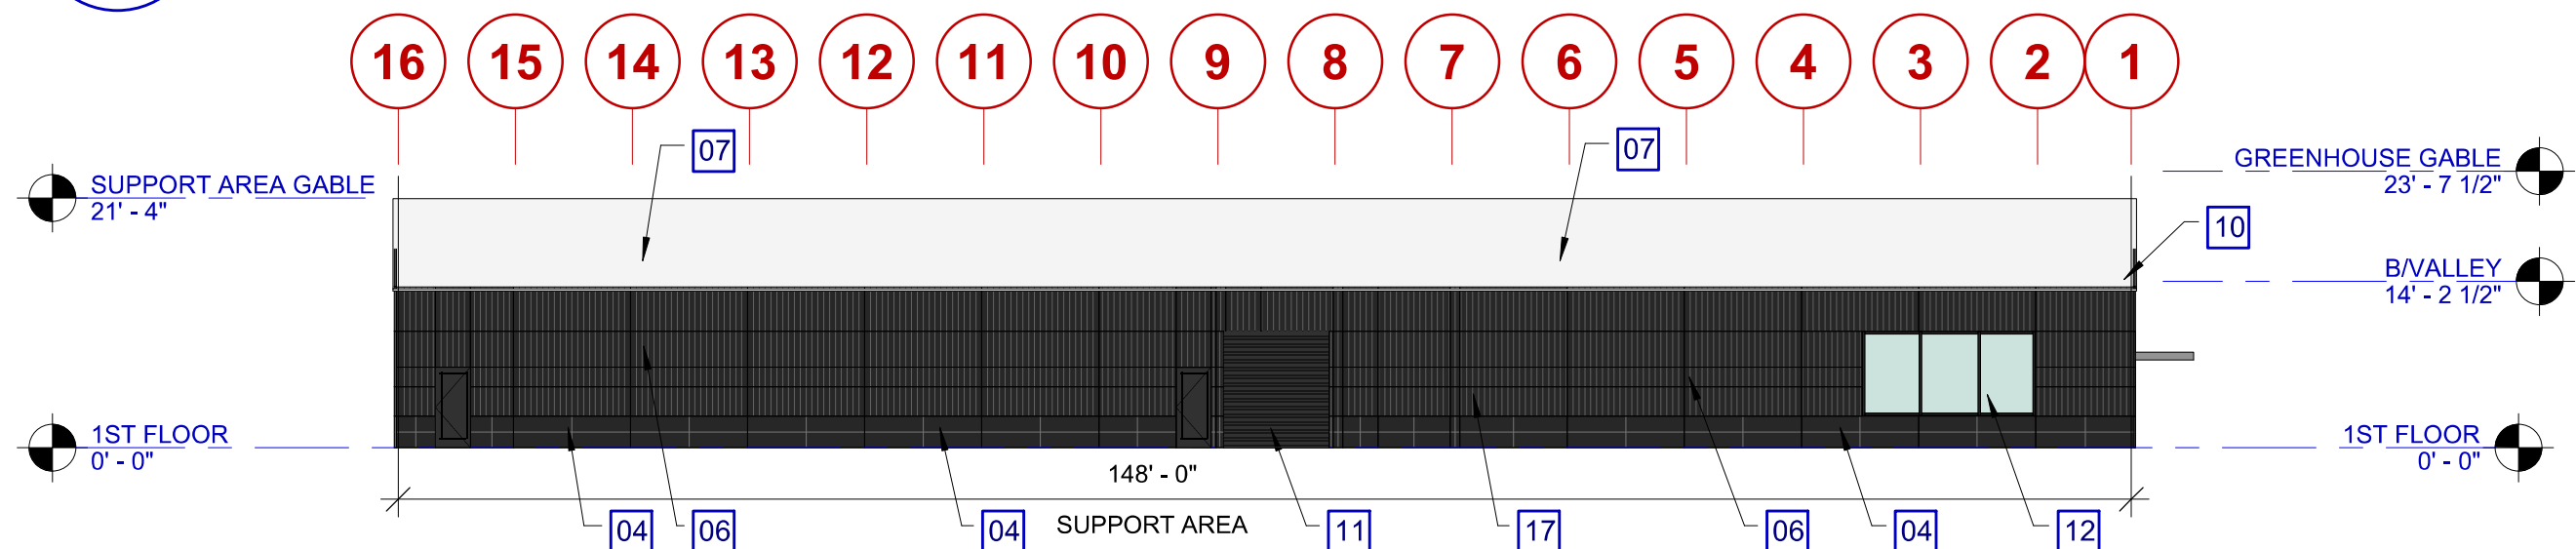 16 15 14 13 12 11 10 9 8 7 6 5 4 3 2 1
07 07
SUPPORT AREA GABLE
21' - 4"
GREENHOUSE GABLE
23' - 7 1/2"
10
B/VALLEY
14' - 2 1/2"
1ST FLOOR
0' - 0"
1ST FLOOR
0' - 0"
148' - 0"
SUPPORT AREA
04 06 04 11 17 06 04 12